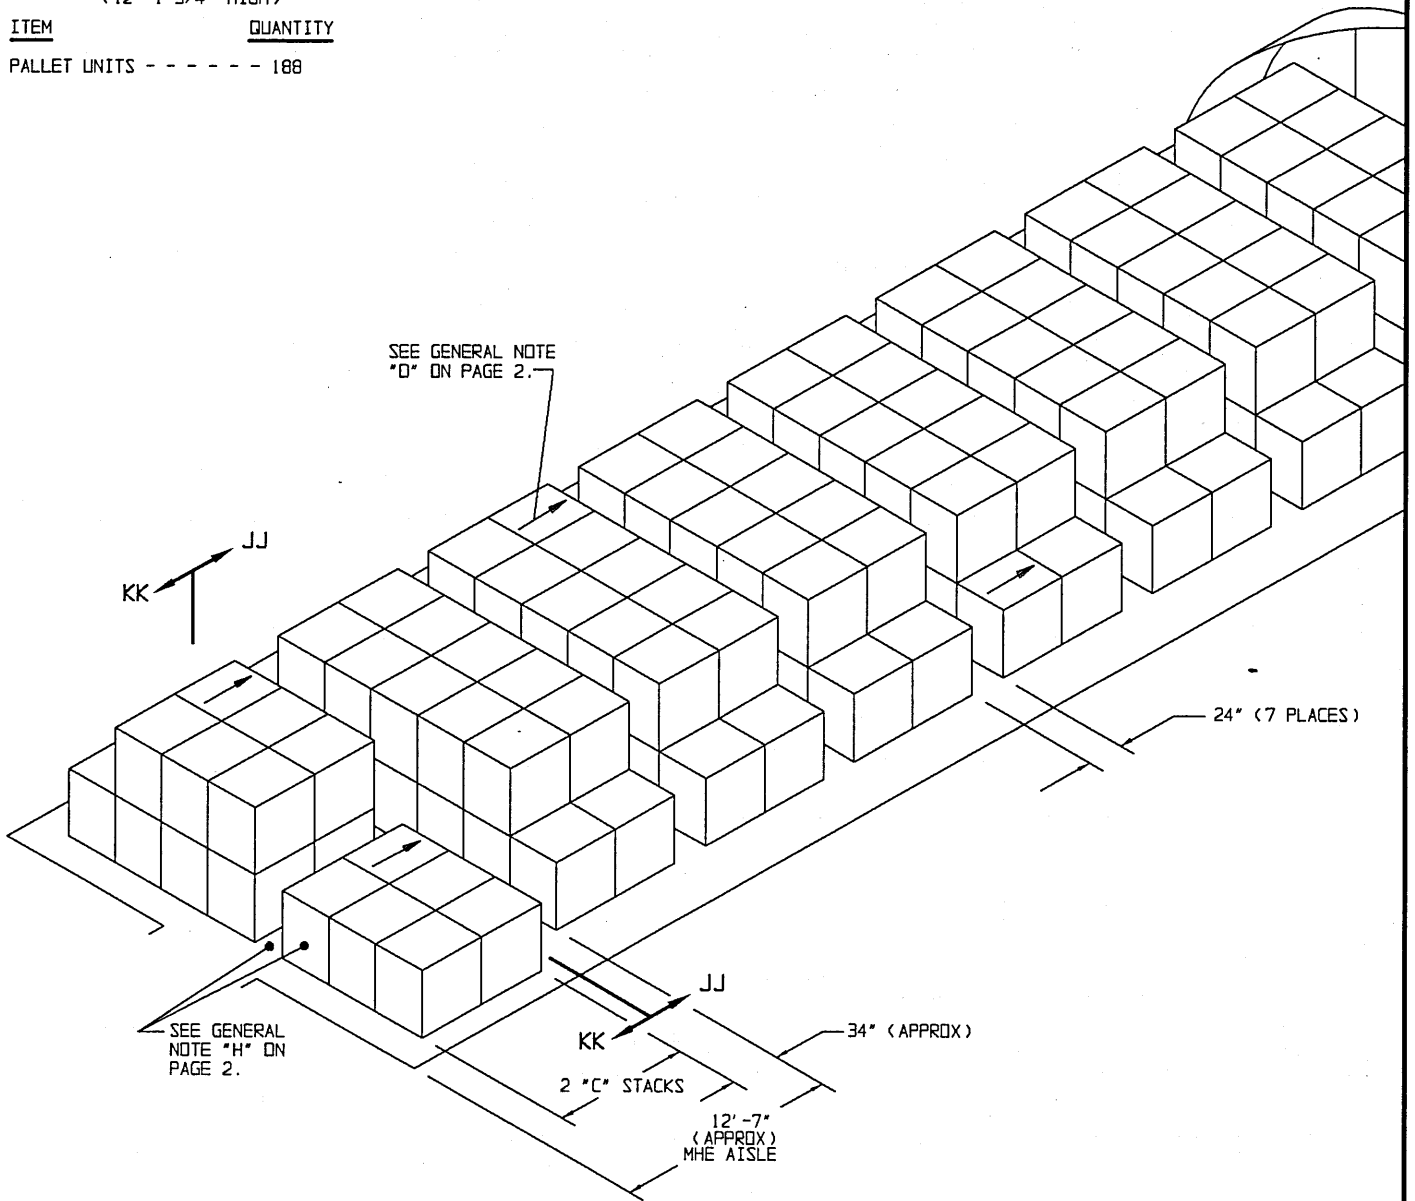 ITEM QUANTITY
PALLET UNITS - - - - - - 188
SEE GENERAL NOTE
"D" ON PAGE 2.
JJ
KK
24" (7 PLACES)
JJ
KK
SEE GENERAL
NOTE "H" ON
PAGE 2.
34" (APPROX)
2 "C" STACKS
12'-7"
(APPROX)
MHE AISLE